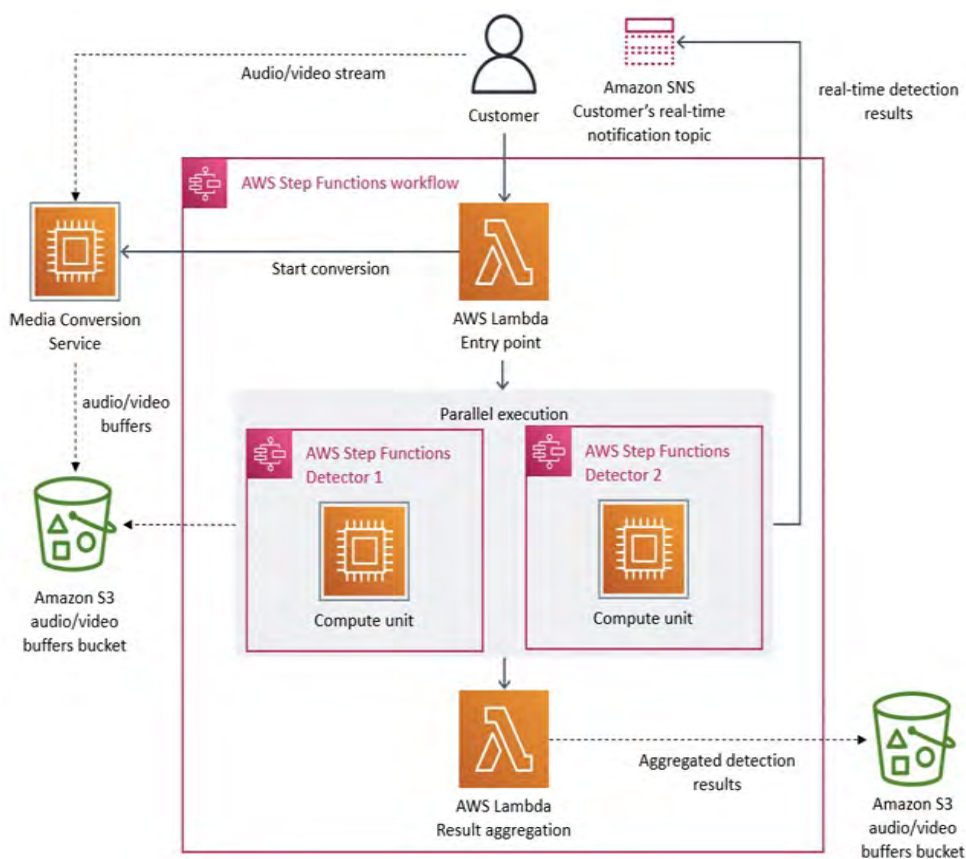 Audio/video stream
Customer
Amazon SNS
Customer's real-time
notification topic
real-time detection
results
AWS Step Functions workflow
Start conversion
Media Conversion
Service
AWS Lambda
Entry point
audio/video
buffers
Parallel execution
AWS Step Functions
Detector 1
AWS Step Functions
Detector 2
Compute unit
Compute unit
Amazon S3
audio/video
buffers bucket
AWS Lambda
Result aggregation
Aggregated detection
results
Amazon S3
audio/video
buffers bucket